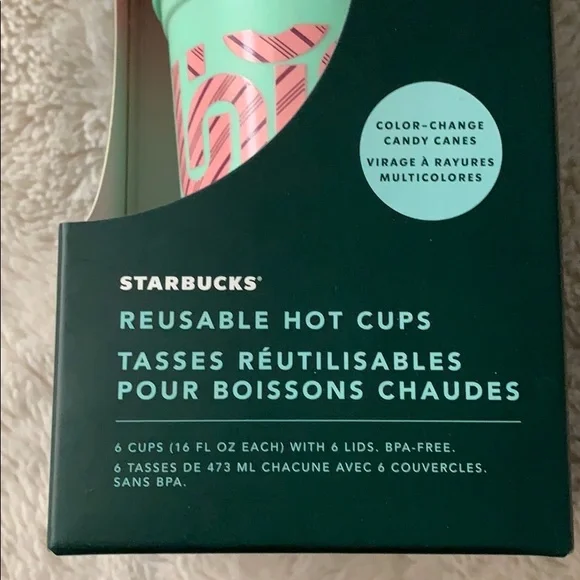 COLOR-CHANGE
CANDY CANES
VIRAGE À RAYURES
MULTICOLORES
STARBUCKS®
REUSABLE HOT CUPS
TASSES RÉUTILISABLES
POUR BOISSONS CHAUDES
6 CUPS (16 FL OZ EACH) WITH 6 LIDS. BPA-FREE.
6 TASSES DE 473 ML CHACUNE AVEC 6 COUVERCLES.
SANS BPA.